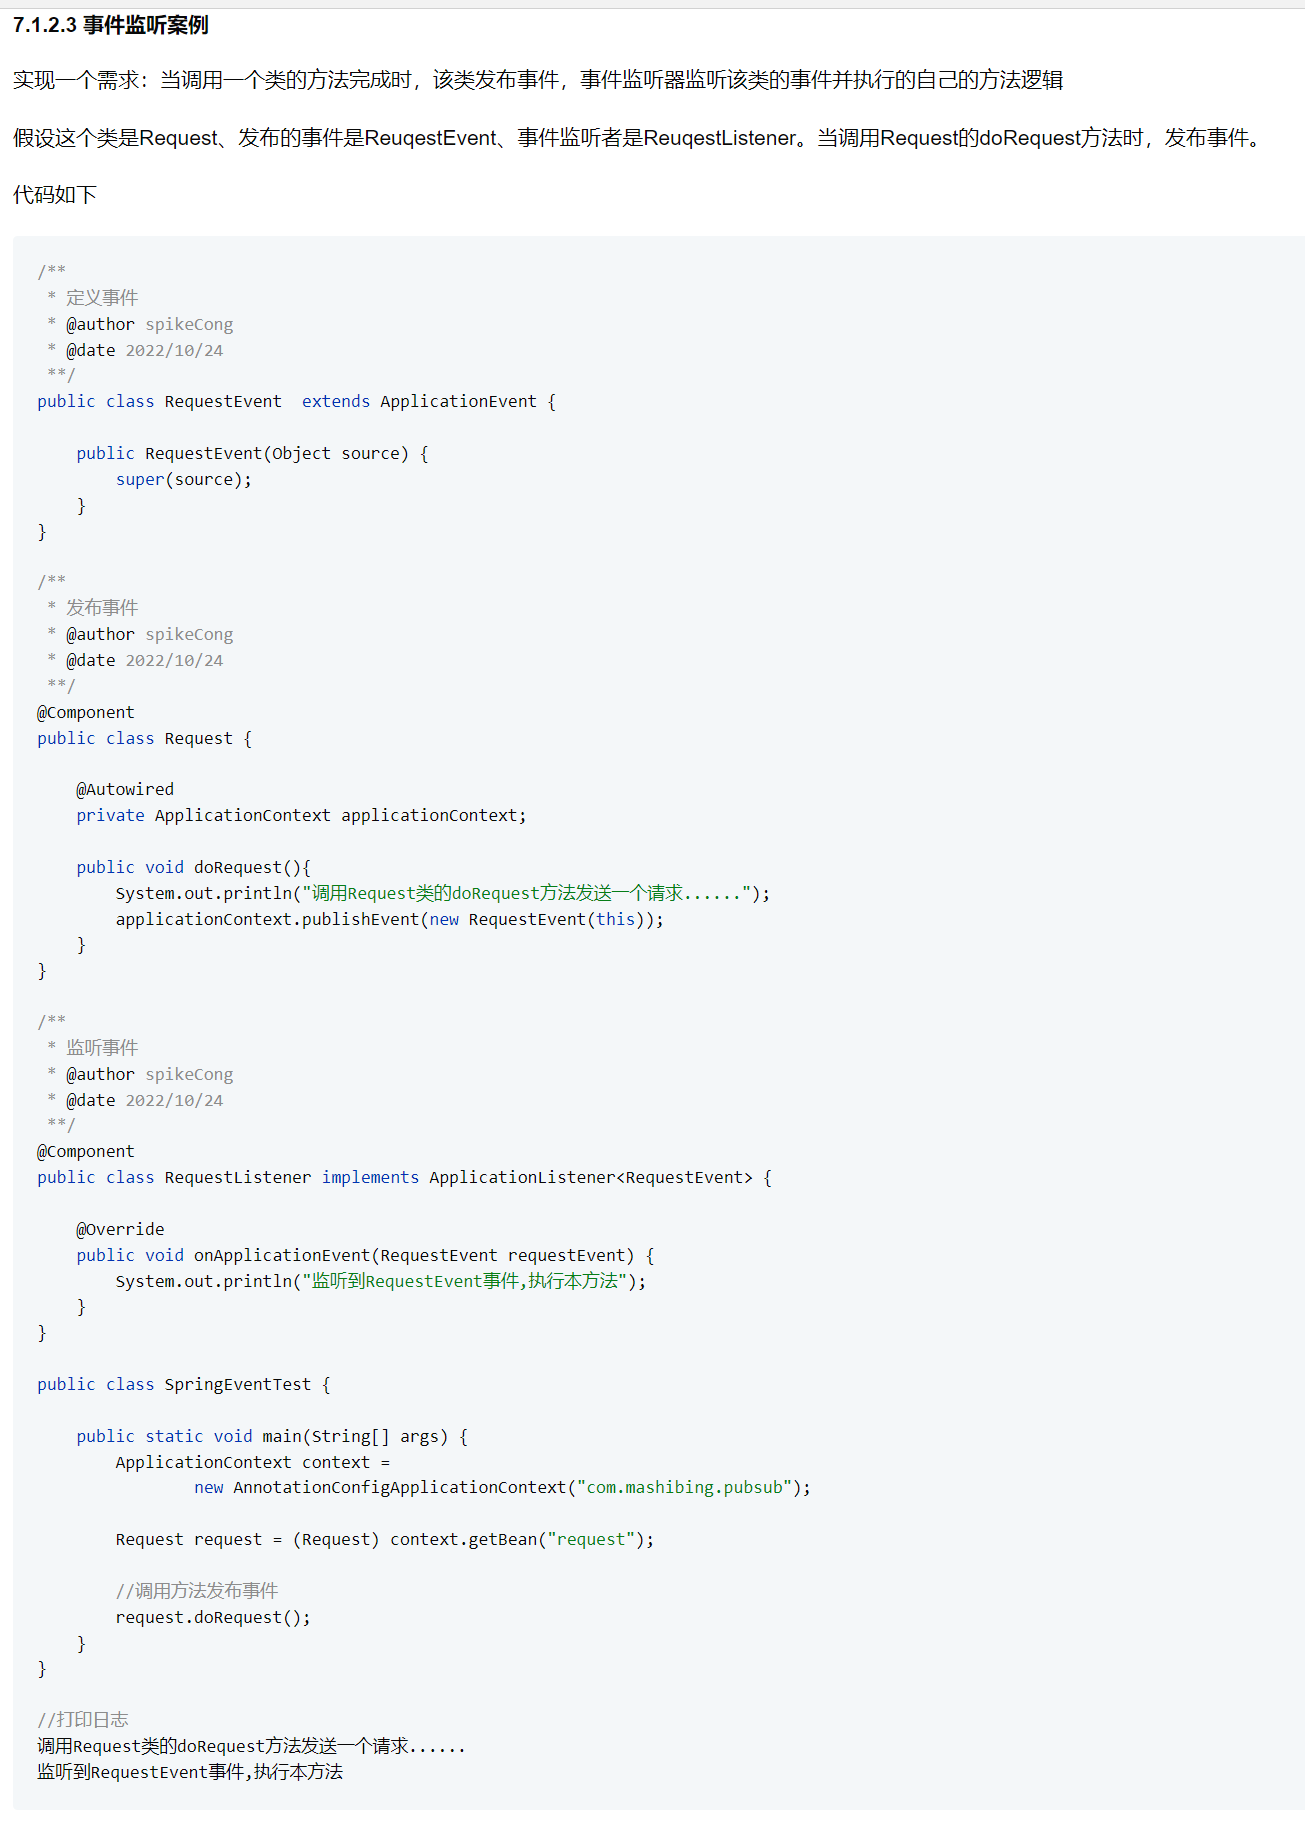 7.1.2.3 事件监听案例
实现一个需求：当调用一个类的方法完成时，该类发布事件，事件监听器监听该类的事件并执行的自己的方法逻辑
假设这个类是Request、发布的事件是ReuqestEvent、事件监听者是ReuqestListener。当调用Request的doRequest方法时，发布事件。
代码如下
/**
 * 定义事件
 * @author spikeCong
 * @date 2022/10/24
 **/
public class RequestEvent  extends ApplicationEvent {
    public RequestEvent(Object source) {
        super(source);
    }
}
/**
 * 发布事件
 * @author spikeCong
 * @date 2022/10/24
 **/
@Component
public class Request {
    @Autowired
    private ApplicationContext applicationContext;
    public void doRequest(){
        System.out.println("调用Request类的doRequest方法发送一个请求......");
        applicationContext.publishEvent(new RequestEvent(this));
    }
}
/**
 * 监听事件
 * @author spikeCong
 * @date 2022/10/24
 **/
@Component
public class RequestListener implements ApplicationListener<RequestEvent> {
    @Override
    public void onApplicationEvent(RequestEvent requestEvent) {
        System.out.println("监听到RequestEvent事件,执行本方法");
    }
}
public class SpringEventTest {
    public static void main(String[] args) {
        ApplicationContext context =
                new AnnotationConfigApplicationContext("com.mashibing.pubsub");
        Request request = (Request) context.getBean("request");
        //调用方法发布事件
        request.doRequest();
    }
}
//打印日志
调用Request类的doRequest方法发送一个请求......
监听到RequestEvent事件,执行本方法